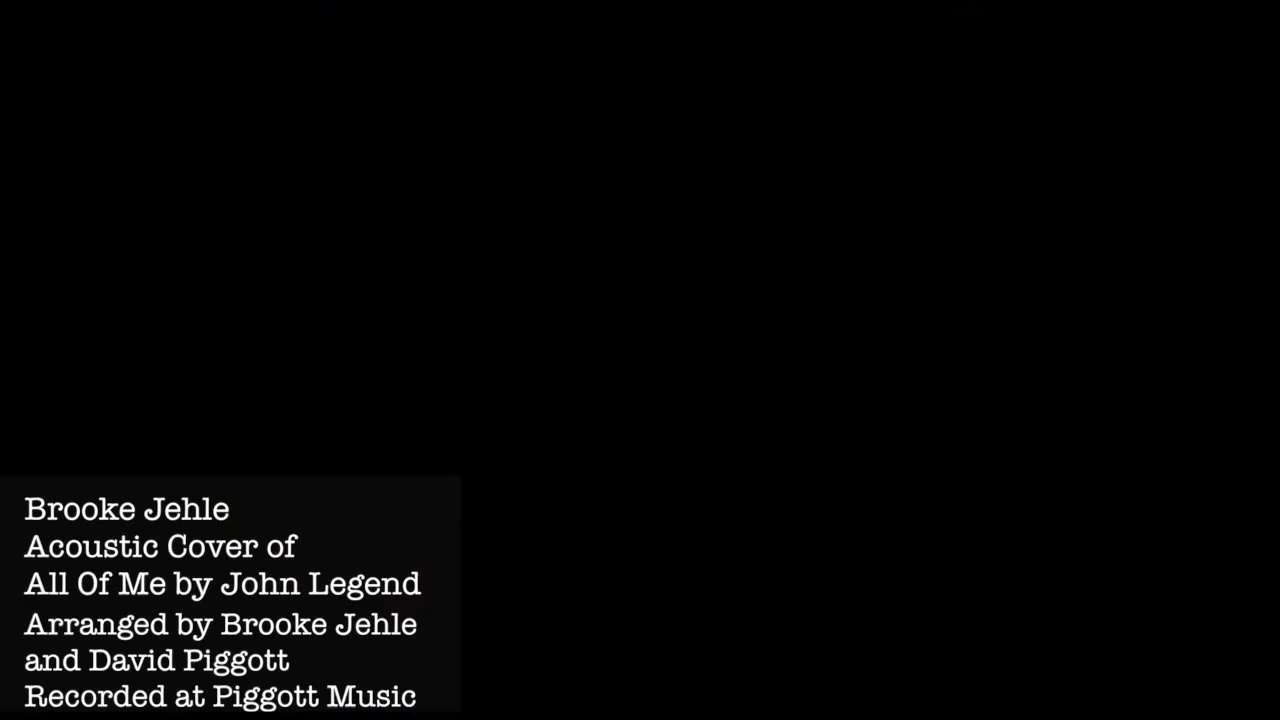 Brooke Jehle
Acoustic Cover of
All Of Me by John Legend
Arranged by Brooke Jehle
and David Piggott
Recorded at Piggott Music